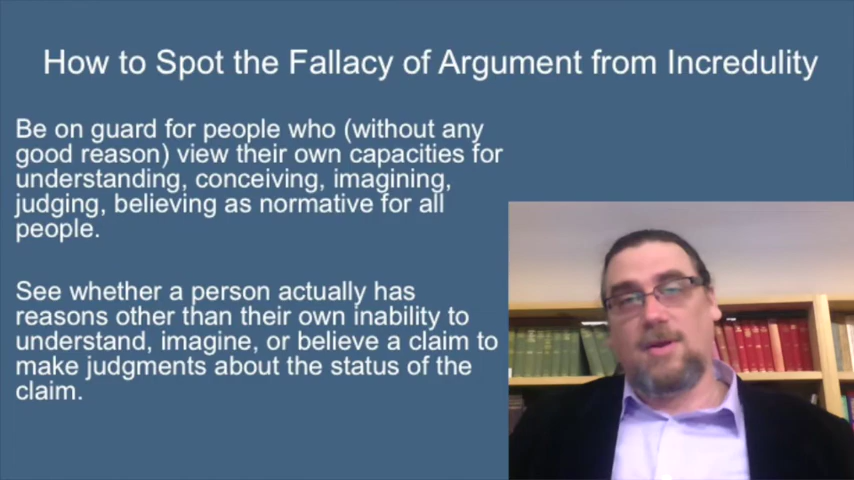 How to Spot the Fallacy of Argument from Incredulity
Be on guard for people who (without any
good reason) view their own capacities for
understanding, conceiving, imagining,
judging, believing as normative for all
people.
See whether a person actually has
reasons other than their own inability to
understand, imagine, or believe a claim to
make judgments about the status of the
claim.